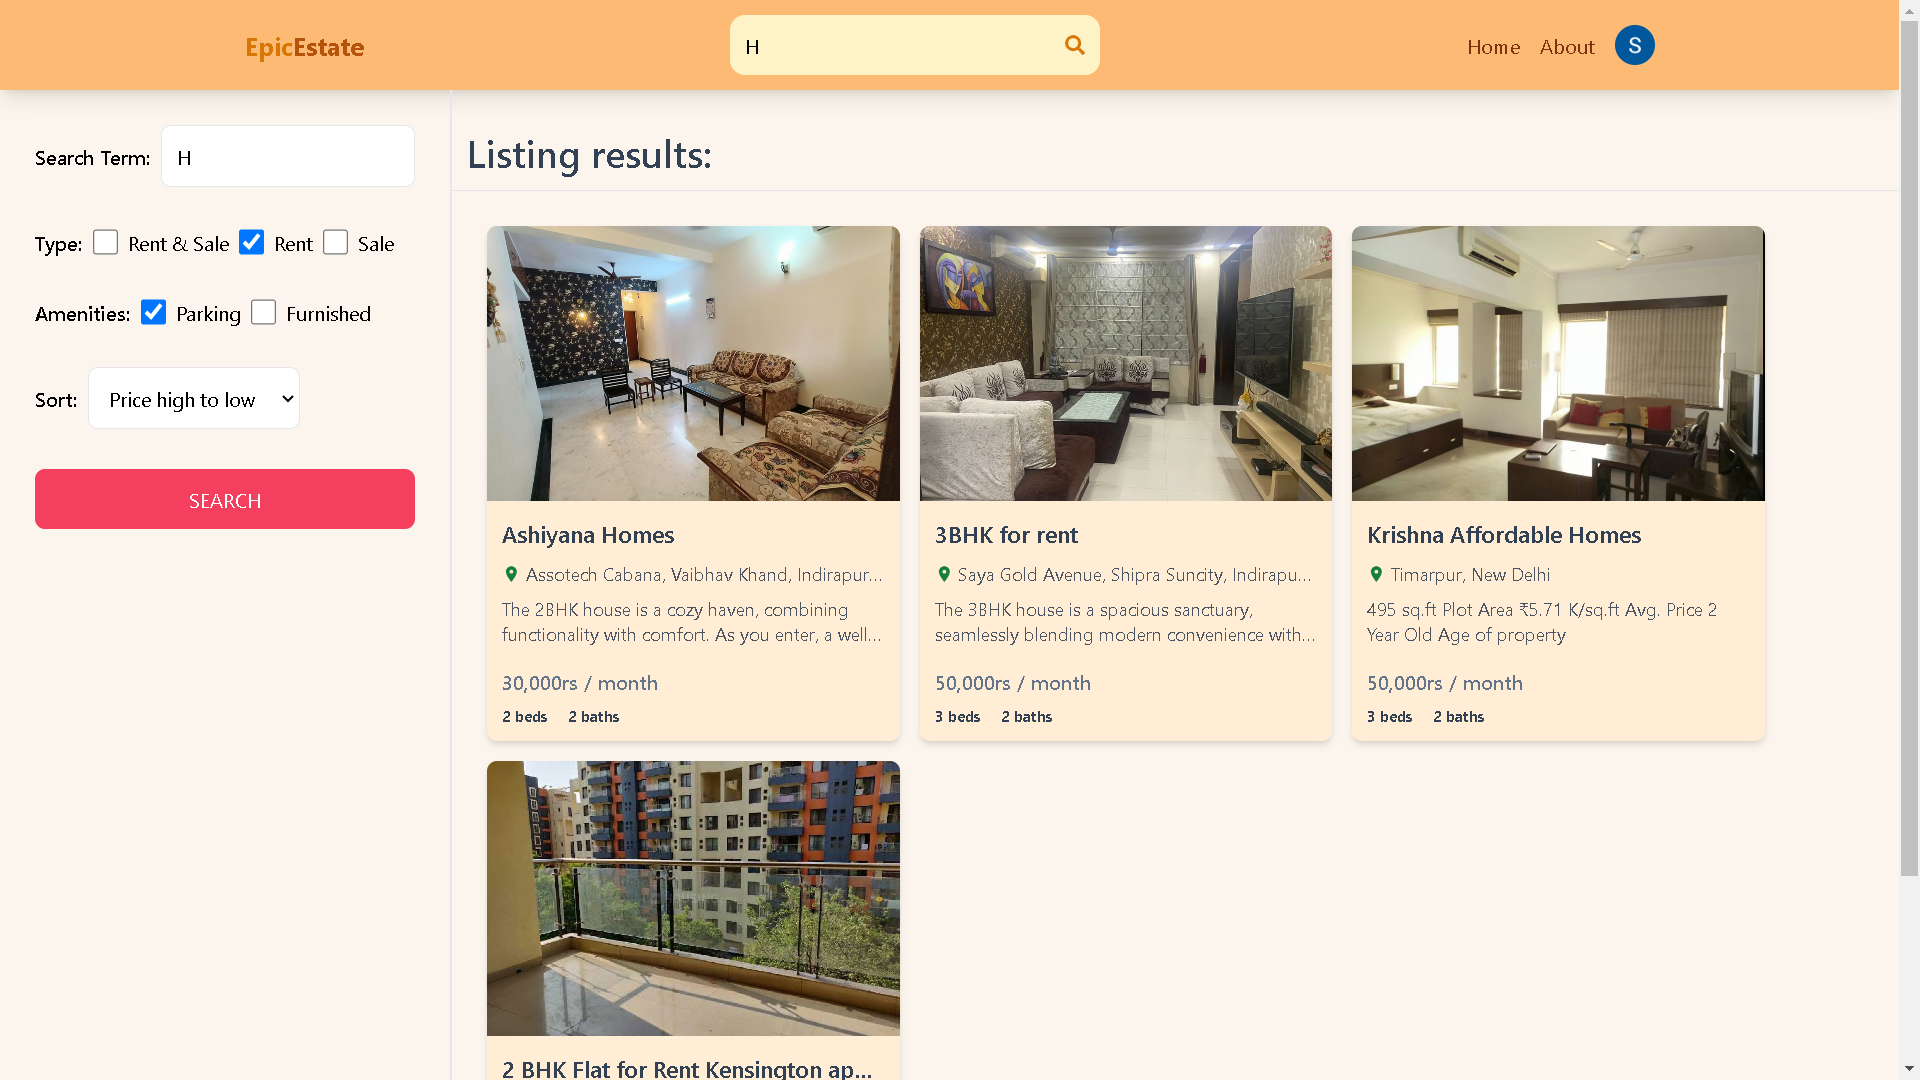 EpicEstate
H
Home About S
Search Term: H
Type: Rent & Sale Rent Sale
Amenities: Parking Furnished
Sort: Price high to low
SEARCH
Listing results:
Ashiyana Homes
Assotech Cabana, Vaibhav Khand, Indirapur...
The 2BHK house is a cozy haven, combining
functionality with comfort. As you enter, a well...
30,000rs / month
2 beds 2 baths
3BHK for rent
Saya Gold Avenue, Shipra Suncity, Indirapu...
The 3BHK house is a spacious sanctuary,
seamlessly blending modern convenience with...
50,000rs / month
3 beds 2 baths
Krishna Affordable Homes
Timarpur, New Delhi
495 sq.ft Plot Area ₹5.71 K/sq.ft Avg. Price 2
Year Old Age of property
50,000rs / month
3 beds 2 baths
2 BHK Flat for Rent Kensington ap...